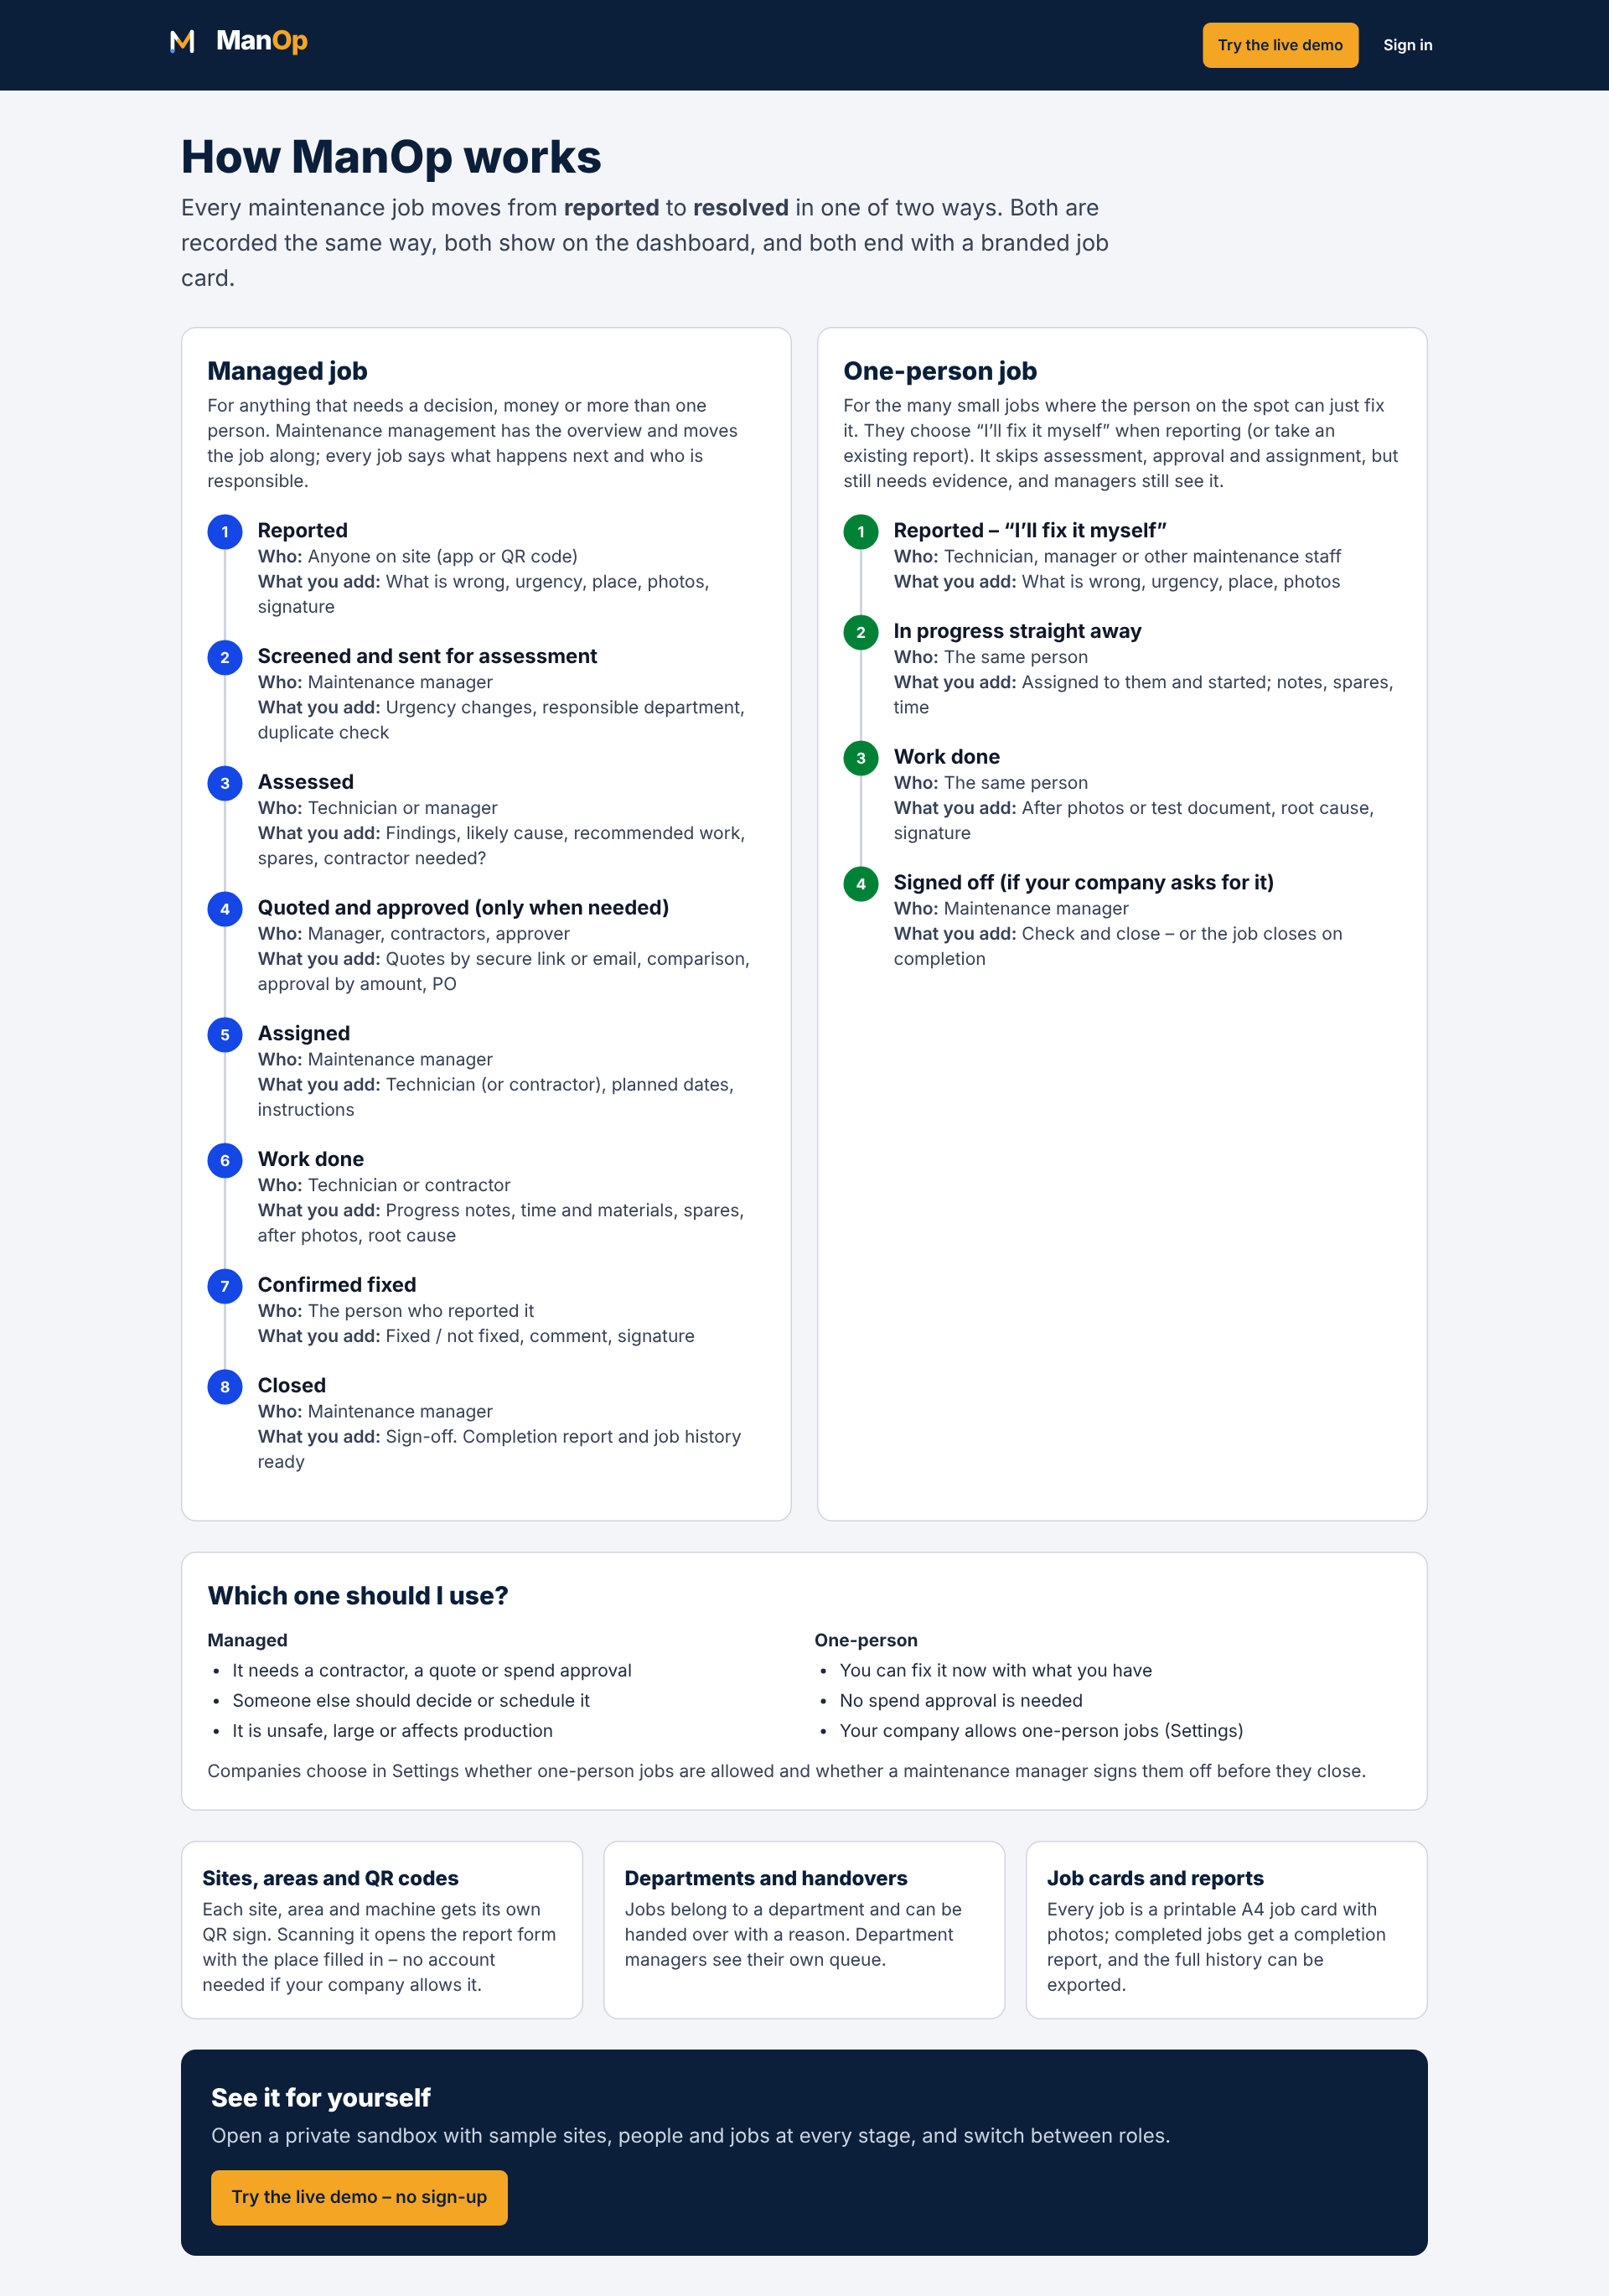 ManOp
Try the live demo
Sign in
How ManOp works
Every maintenance job moves from reported to resolved in one of two ways. Both are
recorded the same way, both show on the dashboard, and both end with a branded job
card.
Managed job
For anything that needs a decision, money or more than one
person. Maintenance management has the overview and moves
the job along; every job says what happens next and who is
responsible.
1
Reported
Who: Anyone on site (app or QR code)
What you add: What is wrong, urgency, place, photos,
signature
2
Screened and sent for assessment
Who: Maintenance manager
What you add: Urgency changes, responsible department,
duplicate check
3
Assessed
Who: Technician or manager
What you add: Findings, likely cause, recommended work,
spares, contractor needed?
4
Quoted and approved (only when needed)
Who: Manager, contractors, approver
What you add: Quotes by secure link or email, comparison,
approval by amount, PO
5
Assigned
Who: Maintenance manager
What you add: Technician (or contractor), planned dates,
instructions
6
Work done
Who: Technician or contractor
What you add: Progress notes, time and materials, spares,
after photos, root cause
7
Confirmed fixed
Who: The person who reported it
What you add: Fixed / not fixed, comment, signature
8
Closed
Who: Maintenance manager
What you add: Sign-off. Completion report and job history
ready
One-person job
For the many small jobs where the person on the spot can just fix
it. They choose “I’ll fix it myself” when reporting (or take an
existing report). It skips assessment, approval and assignment, but
still needs evidence, and managers still see it.
1
Reported – “I’ll fix it myself”
Who: Technician, manager or other maintenance staff
What you add: What is wrong, urgency, place, photos
2
In progress straight away
Who: The same person
What you add: Assigned to them and started; notes, spares,
time
3
Work done
Who: The same person
What you add: After photos or test document, root cause,
signature
4
Signed off (if your company asks for it)
Who: Maintenance manager
What you add: Check and close – or the job closes on
completion
Which one should I use?
Managed
• It needs a contractor, a quote or spend approval
• Someone else should decide or schedule it
• It is unsafe, large or affects production
One-person
• You can fix it now with what you have
• No spend approval is needed
• Your company allows one-person jobs (Settings)
Companies choose in Settings whether one-person jobs are allowed and whether a maintenance manager signs them off before they close.
Sites, areas and QR codes
Each site, area and machine gets its own
QR sign. Scanning it opens the report form
with the place filled in – no account
needed if your company allows it.
Departments and handovers
Jobs belong to a department and can be
handed over with a reason. Department
managers see their own queue.
Job cards and reports
Every job is a printable A4 job card with
photos; completed jobs get a completion
report, and the full history can be
exported.
See it for yourself
Open a private sandbox with sample sites, people and jobs at every stage, and switch between roles.
Try the live demo – no sign-up